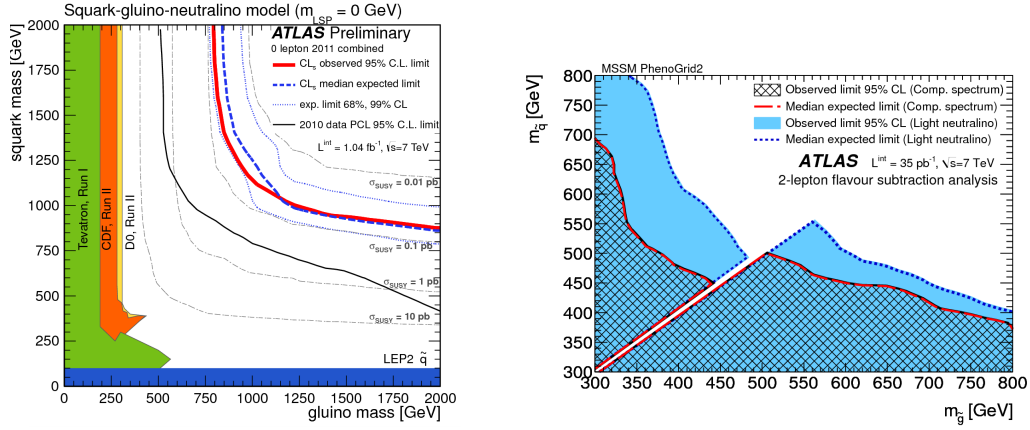 Squark-gluino-neutralino model (m_LSP = 0 GeV)
squark mass [GeV]
2000
1750
1500
1250
1000
750
500
250
0
ATLAS Preliminary
0 lepton 2011 combined
CL_s observed 95% C.L. limit
CL_s median expected limit
exp. limit 68%, 99% CL
2010 data PCL 95% C.L. limit
L^int = 1.04 fb^-1, √s=7 TeV
σ_SUSY = 0.01 pb
σ_SUSY = 0.1 pb
σ_SUSY = 1 pb
σ_SUSY = 10 pb
Tevatron, Run I
CDF, Run II
Do, Run II
LEP2 q̃
0 250 500 750 1000 1250 1500 1750 2000
gluino mass [GeV]
MSSM PhenoGrid2
m_q̃ [GeV]
800
750
700
650
600
550
500
450
400
350
300
Observed limit 95% CL (Comp. spectrum)
Median expected limit (Comp. spectrum)
Observed limit 95% CL (Light neutralino)
Median expected limit (Light neutralino)
ATLAS L^int = 35 pb^-1, √s=7 TeV
2-lepton flavour subtraction analysis
300 350 400 450 500 550 600 650 700 750 800
m_g̃ [GeV]